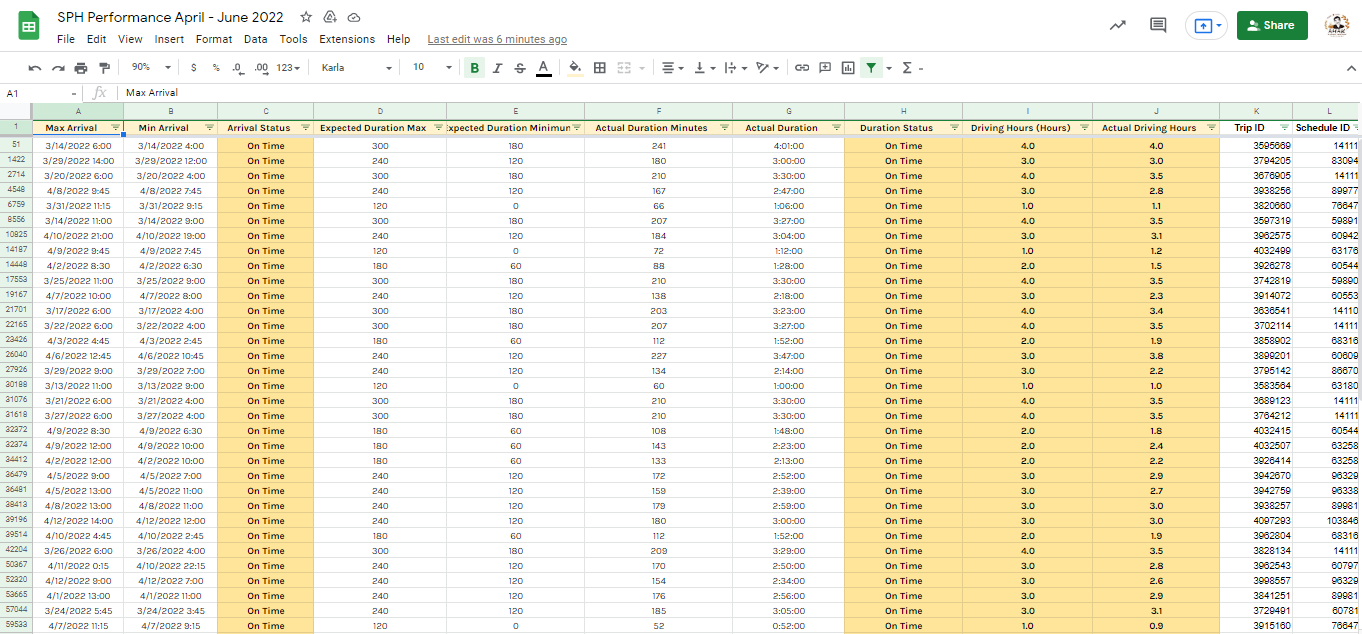 SPH Performance April - June 2022
File Edit View Insert Format Data Tools Extensions Help Last edit was 6 minutes ago
Share
90% $ % .0 .00 123 Karla 10 B I S A Σ
A1 fx Max Arrival
A B C D E F G H I J K L
1 Max Arrival Min Arrival Arrival Status Expected Duration Max xpected Duration Minimun Actual Duration Minutes Actual Duration Duration Status Driving Hours (Hours) Actual Driving Hours Trip ID Schedule ID
51 3/14/2022 6:00 3/14/2022 4:00 On Time 300 180 241 4:01:00 On Time 4.0 4.0 3595669 14111
1422 3/29/2022 14:00 3/29/2022 12:00 On Time 240 120 180 3:00:00 On Time 3.0 3.0 3794205 83094
2714 3/20/2022 6:00 3/20/2022 4:00 On Time 300 180 210 3:30:00 On Time 4.0 3.5 3676905 14111
4548 4/8/2022 9:45 4/8/2022 7:45 On Time 240 120 167 2:47:00 On Time 3.0 2.8 3938256 89977
6759 3/31/2022 11:15 3/31/2022 9:15 On Time 120 0 66 1:06:00 On Time 1.0 1.1 3820660 76647
8556 3/14/2022 11:00 3/14/2022 9:00 On Time 300 180 207 3:27:00 On Time 4.0 3.5 3597319 59891
10825 4/10/2022 21:00 4/10/2022 19:00 On Time 240 120 184 3:04:00 On Time 3.0 3.1 3962575 60942
14187 4/9/2022 9:45 4/9/2022 7:45 On Time 120 0 72 1:12:00 On Time 1.0 1.2 4032499 63176
14448 4/2/2022 8:30 4/2/2022 6:30 On Time 180 60 88 1:28:00 On Time 2.0 1.5 3926278 60544
17553 3/25/2022 11:00 3/25/2022 9:00 On Time 300 180 210 3:30:00 On Time 4.0 3.5 3742819 59890
19167 4/7/2022 10:00 4/7/2022 8:00 On Time 240 120 138 2:18:00 On Time 3.0 2.3 3914072 60553
21701 3/17/2022 6:00 3/17/2022 4:00 On Time 300 180 203 3:23:00 On Time 4.0 3.4 3636541 14110
22165 3/22/2022 6:00 3/22/2022 4:00 On Time 300 180 207 3:27:00 On Time 4.0 3.5 3702114 14111
23426 4/3/2022 4:45 4/3/2022 2:45 On Time 180 60 112 1:52:00 On Time 2.0 1.9 3858902 68316
26040 4/6/2022 12:45 4/6/2022 10:45 On Time 240 120 227 3:47:00 On Time 3.0 3.8 3899201 60609
27926 3/29/2022 9:00 3/29/2022 7:00 On Time 240 120 134 2:14:00 On Time 3.0 2.2 3795142 86670
30188 3/13/2022 11:00 3/13/2022 9:00 On Time 120 0 60 1:00:00 On Time 1.0 1.0 3583564 63180
31076 3/21/2022 6:00 3/21/2022 4:00 On Time 300 180 210 3:30:00 On Time 4.0 3.5 3689123 14111
31618 3/27/2022 6:00 3/27/2022 4:00 On Time 300 180 210 3:30:00 On Time 4.0 3.5 3764212 14111
32372 4/9/2022 8:30 4/9/2022 6:30 On Time 180 60 108 1:48:00 On Time 2.0 1.8 4032415 60544
32374 4/9/2022 12:00 4/9/2022 10:00 On Time 180 60 143 2:23:00 On Time 2.0 2.4 4032507 63258
34412 4/2/2022 12:00 4/2/2022 10:00 On Time 180 60 133 2:13:00 On Time 2.0 2.2 3926414 63258
36479 4/5/2022 9:00 4/5/2022 7:00 On Time 240 120 172 2:52:00 On Time 3.0 2.9 3942670 96329
36481 4/5/2022 13:00 4/5/2022 11:00 On Time 240 120 159 2:39:00 On Time 3.0 2.7 3942759 96338
38413 4/8/2022 13:00 4/8/2022 11:00 On Time 240 120 179 2:59:00 On Time 3.0 3.0 3938257 89981
39196 4/12/2022 14:00 4/12/2022 12:00 On Time 240 120 180 3:00:00 On Time 3.0 3.0 4097293 103846
39514 4/10/2022 4:45 4/10/2022 2:45 On Time 180 60 112 1:52:00 On Time 2.0 1.9 3962804 68316
42204 3/26/2022 6:00 3/26/2022 4:00 On Time 300 180 209 3:29:00 On Time 4.0 3.5 3828134 14111
50367 4/11/2022 0:15 4/10/2022 22:15 On Time 240 120 170 2:50:00 On Time 3.0 2.8 3962543 60797
52320 4/12/2022 9:00 4/12/2022 7:00 On Time 240 120 154 2:34:00 On Time 3.0 2.6 3998557 96329
53665 4/1/2022 13:00 4/1/2022 11:00 On Time 240 120 176 2:56:00 On Time 3.0 2.9 3841251 89981
57044 3/24/2022 5:45 3/24/2022 3:45 On Time 240 120 185 3:05:00 On Time 3.0 3.1 3729491 60781
59533 4/7/2022 11:15 4/7/2022 9:15 On Time 120 0 52 0:52:00 On Time 1.0 0.9 3915160 76647